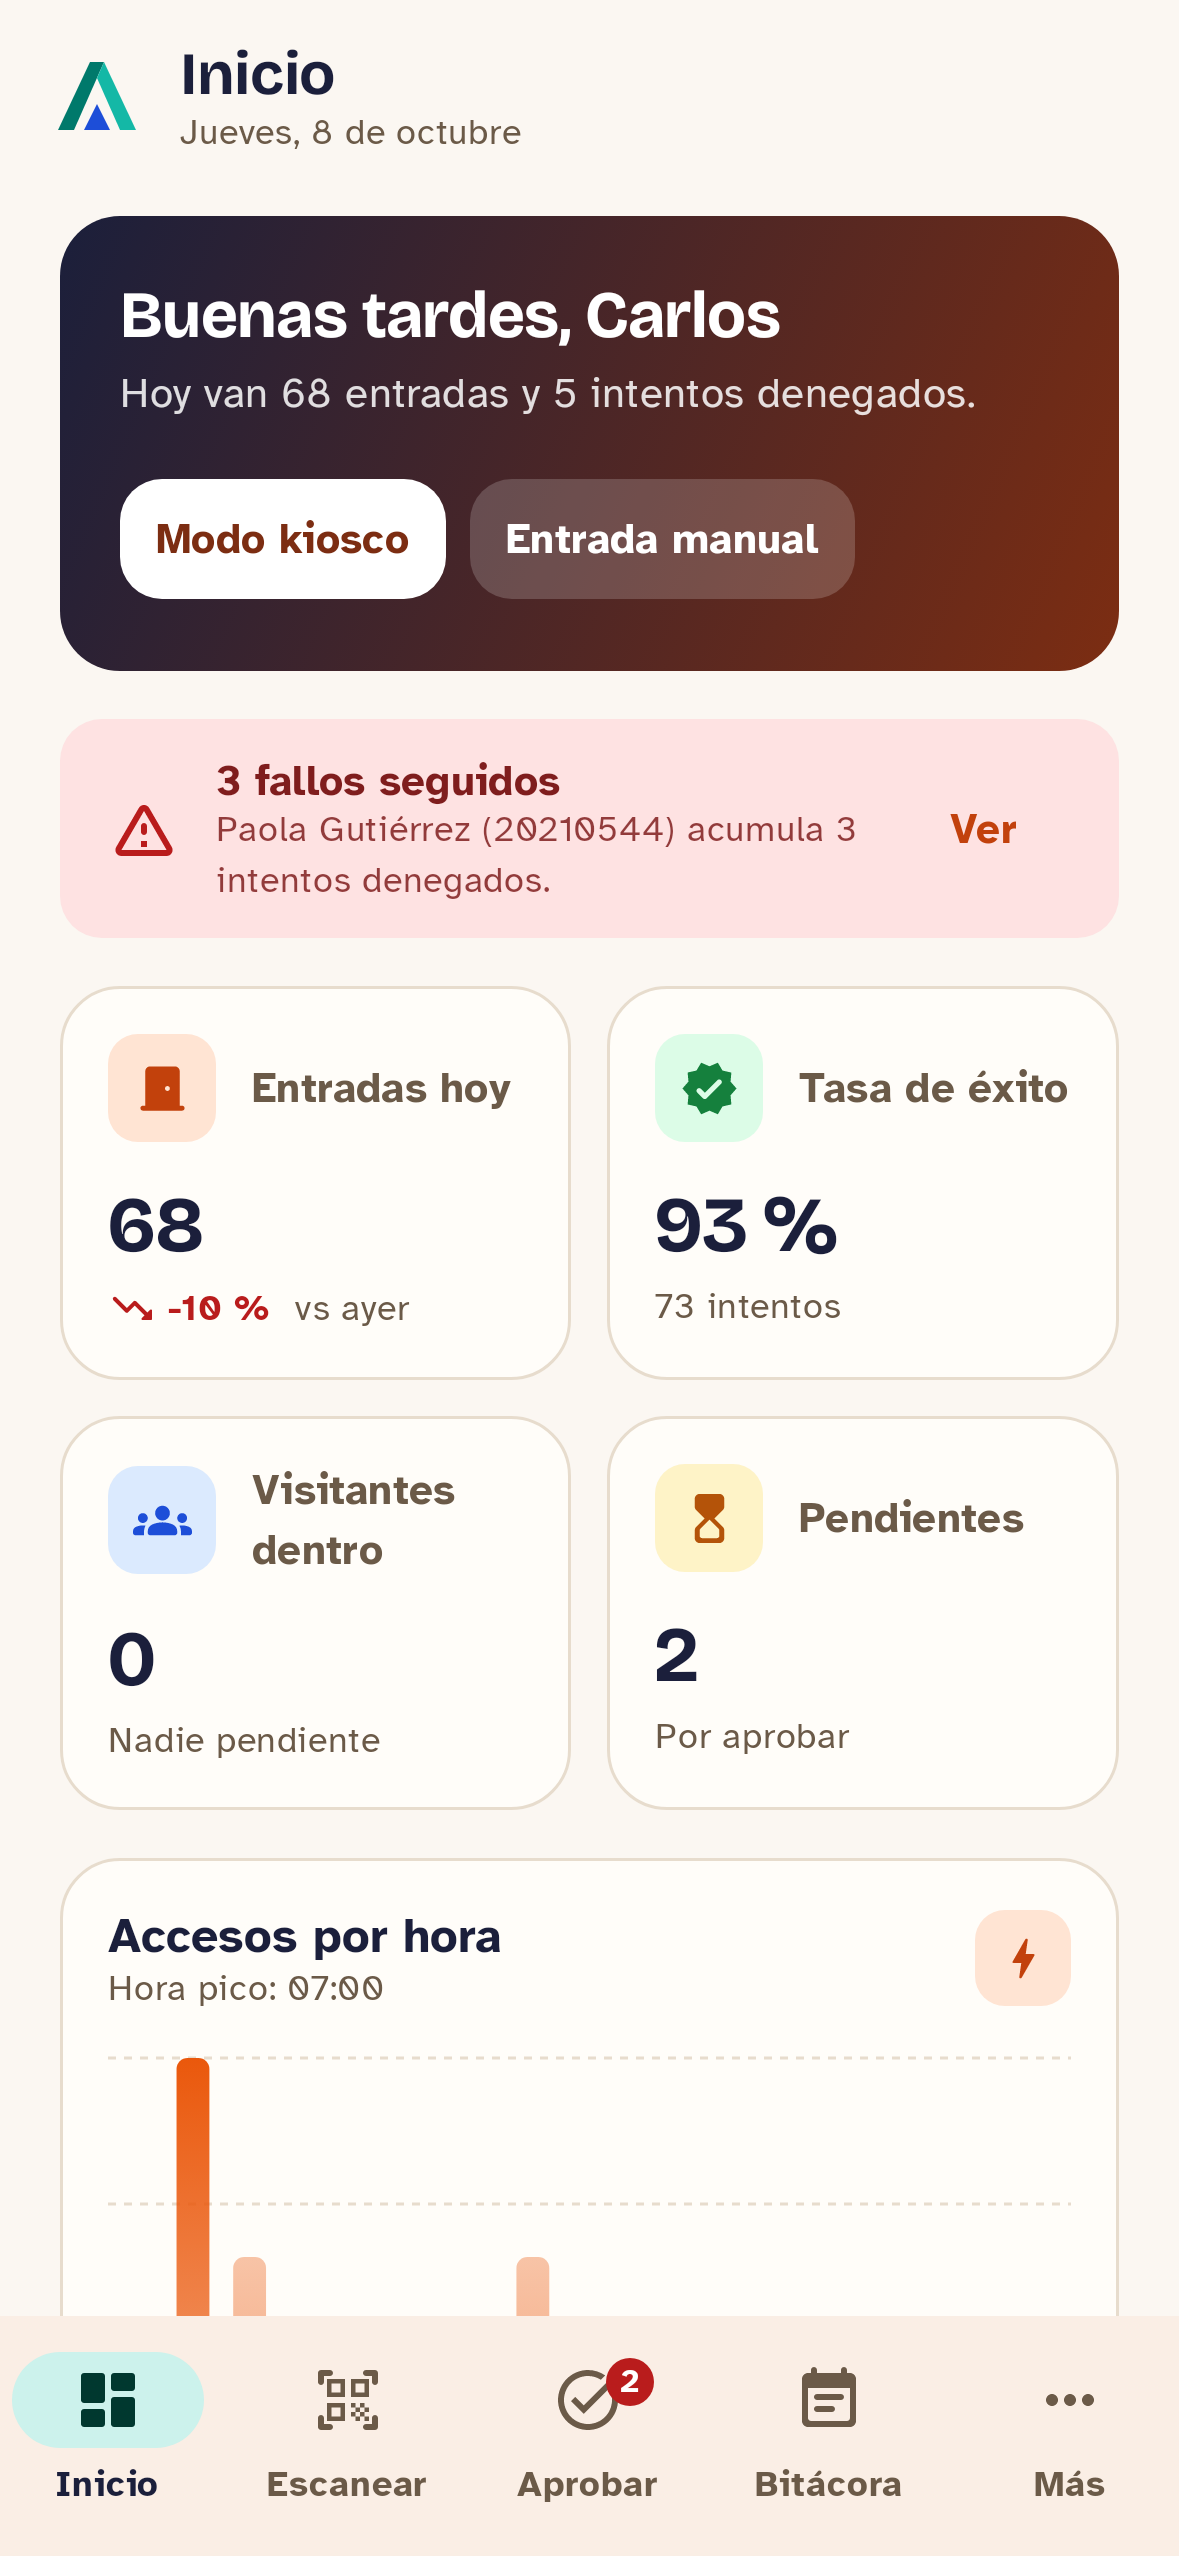 Inicio
Jueves, 8 de octubre
Buenas tardes, Carlos
Hoy van 68 entradas y 5 intentos denegados.
Modo kiosco
Entrada manual
3 fallos seguidos
Paola Gutiérrez (20210544) acumula 3
intentos denegados.
Ver
Entradas hoy
68
-10 % vs ayer
Tasa de éxito
93 %
73 intentos
Visitantes
dentro
0
Nadie pendiente
Pendientes
2
Por aprobar
Accesos por hora
Hora pico: 07:00
Inicio
Escanear
2
Aprobar
Bitácora
Más